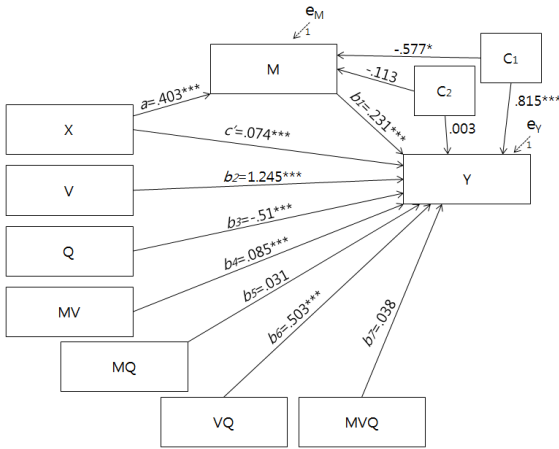 eM
1
M
-.577*
C1
-.113
C2
a=.403***
b1=.231***
.815***
.003
eY
1
X
c'=.074***
Y
V
b2=1.245***
Q
b3=-.51***
b4=.085***
MV
b5=.031
MQ
b6=.503***
b7=.038
VQ
MVQ